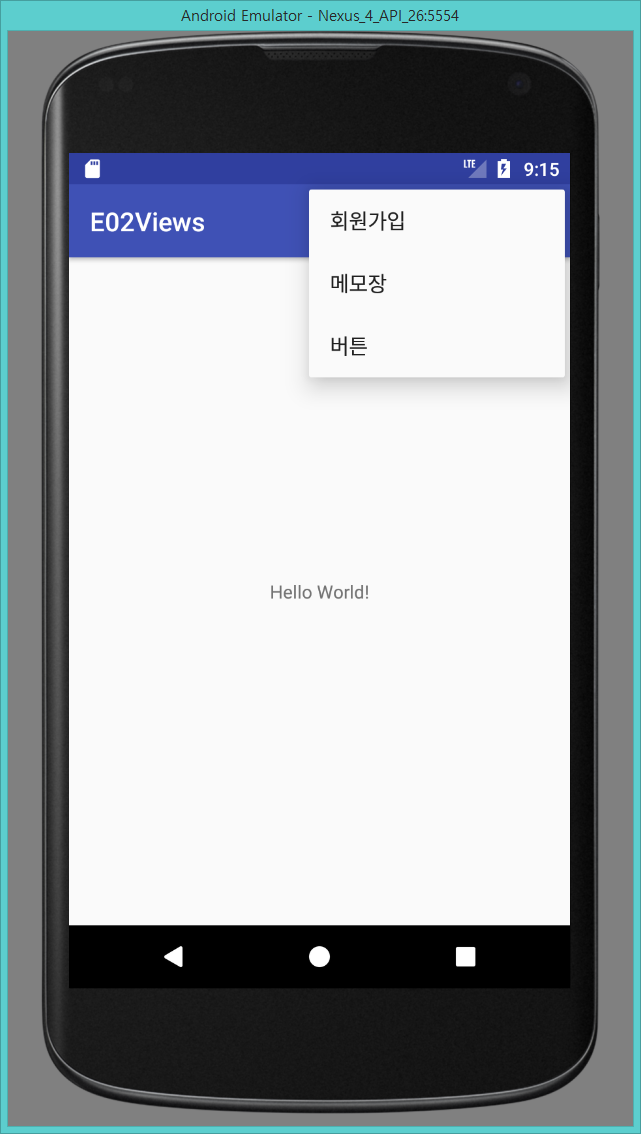 Android Emulator - Nexus_4_API_26:5554
LTE 9:15
E02Views
회원가입
메모장
버튼
Hello World!